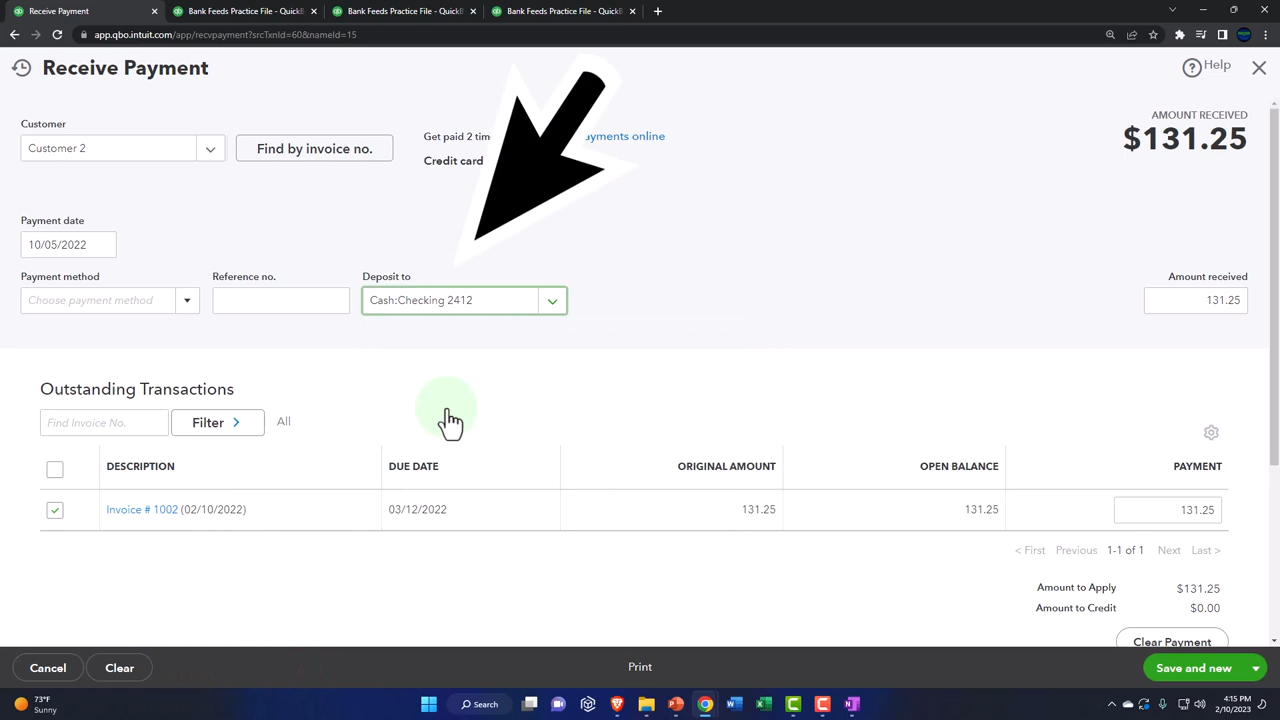 Receive Payment
Bank Feeds Practice File - QuickB
Bank Feeds Practice File - QuickB
Bank Feeds Practice File - QuickB
app.qbo.intuit.com/app/recvpayment?srcTxnId=60&nameId=15
Receive Payment
Help
Customer
Customer 2
Find by invoice no.
Get paid 2
Credit card
ayments online
AMOUNT RECEIVED
$131.25
Payment date
10/05/2022
Payment method
Reference no.
Deposit to
Amount received
Choose payment method
Cash:Checking 2412
131.25
Outstanding Transactions
Find Invoice No.
Filter
All
DESCRIPTION
DUE DATE
ORIGINAL AMOUNT
OPEN BALANCE
PAYMENT
Invoice # 1002 (02/10/2022)
03/12/2022
131.25
131.25
131.25
< First Previous 1-1 of 1 Next Last >
Amount to Apply $131.25
Amount to Credit $0.00
Clear Payment
Cancel
Clear
Print
Save and new
73°F
Sunny
Search
4:15 PM
2/10/2023